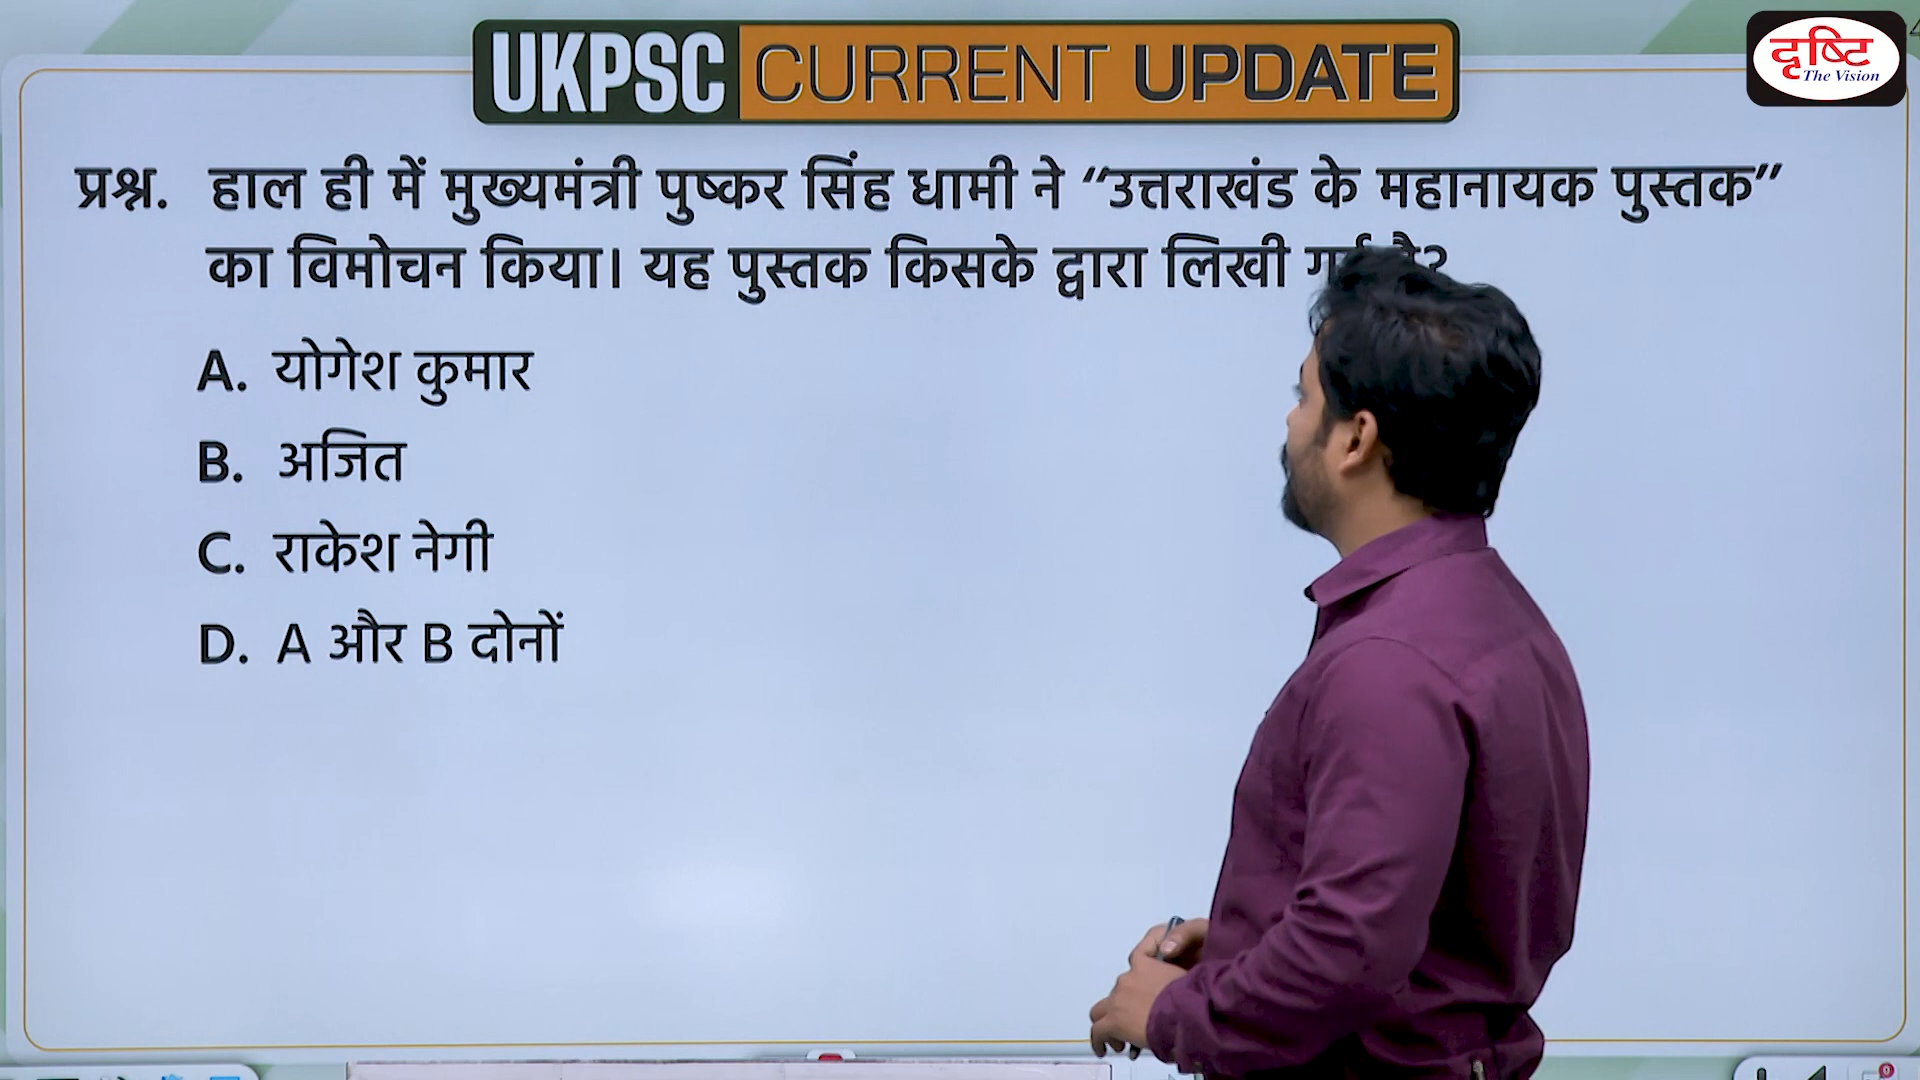 UKPSC CURRENT UPDATE
दृष्टि
The Vision
प्रश्न. हाल ही में मुख्यमंत्री पुष्कर सिंह धामी ने “उत्तराखंड के महानायक पुस्तक”
का विमोचन किया। यह पुस्तक किसके द्वारा लिखी
A. योगेश कुमार
B. अजित
C. राकेश नेगी
D. A और B दोनों